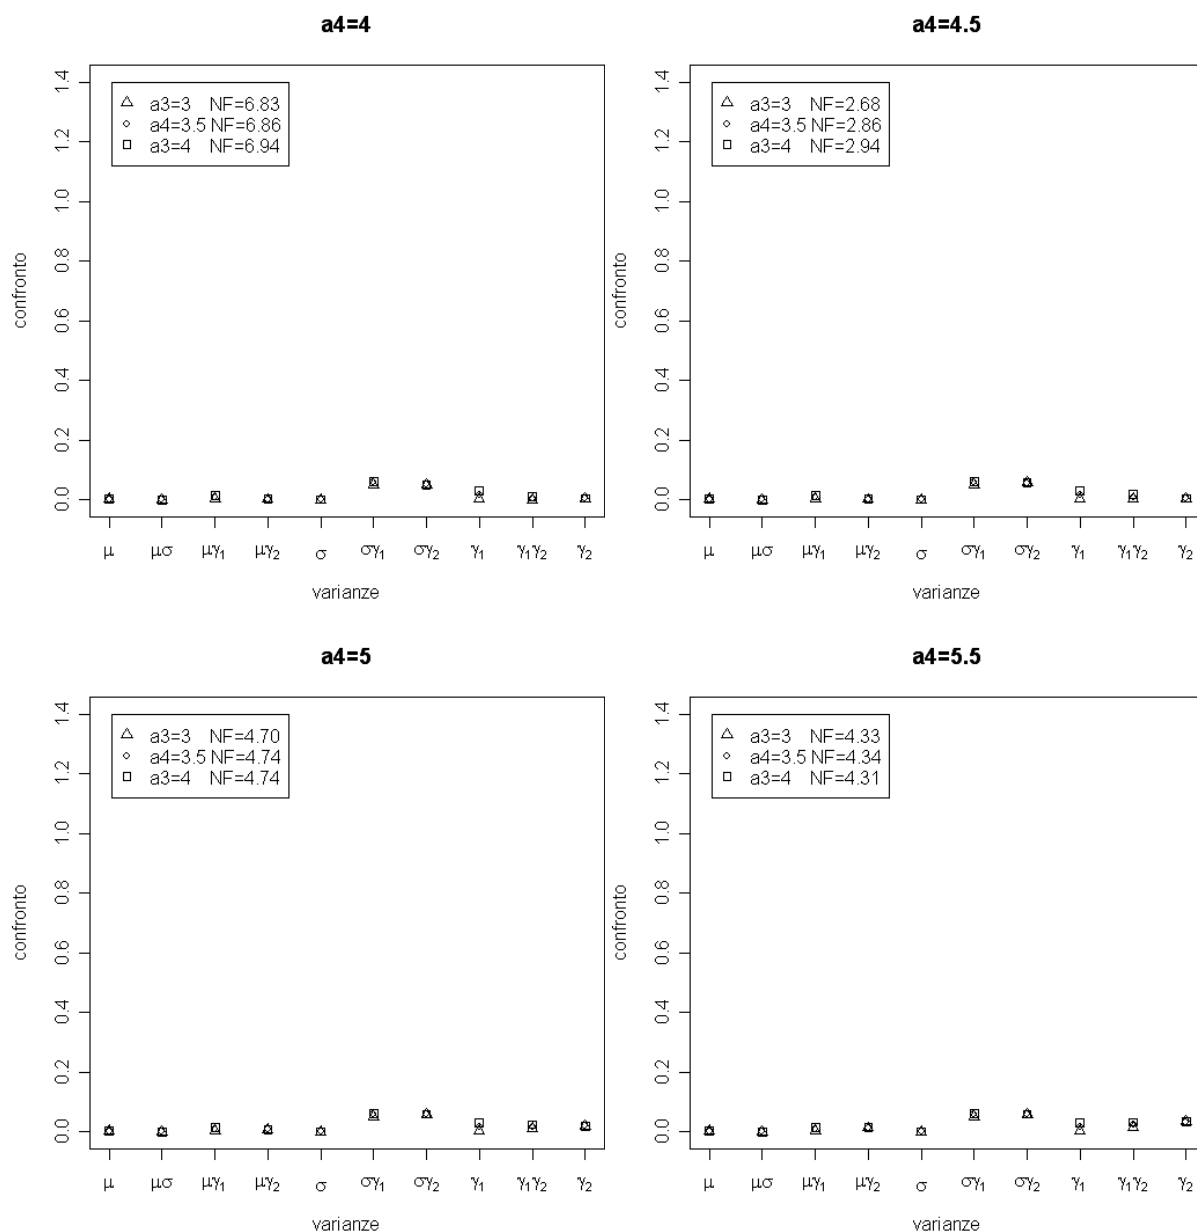 a4=4
△ a3=3 NF=6.83
◇ a4=3.5 NF=6.86
□ a3=4 NF=6.94
confronto
1.4
1.2
1.0
0.8
0.6
0.4
0.2
0.0
μ μσ μγ₁ μγ₂ σ σγ₁ σγ₂ γ₁ γ₁γ₂ γ₂
varianze
a4=4.5
△ a3=3 NF=2.68
◇ a4=3.5 NF=2.86
□ a3=4 NF=2.94
confronto
1.4
1.2
1.0
0.8
0.6
0.4
0.2
0.0
μ μσ μγ₁ μγ₂ σ σγ₁ σγ₂ γ₁ γ₁γ₂ γ₂
varianze
a4=5
△ a3=3 NF=4.70
◇ a4=3.5 NF=4.74
□ a3=4 NF=4.74
confronto
1.4
1.2
1.0
0.8
0.6
0.4
0.2
0.0
μ μσ μγ₁ μγ₂ σ σγ₁ σγ₂ γ₁ γ₁γ₂ γ₂
varianze
a4=5.5
△ a3=3 NF=4.33
◇ a4=3.5 NF=4.34
□ a3=4 NF=4.31
confronto
1.4
1.2
1.0
0.8
0.6
0.4
0.2
0.0
μ μσ μγ₁ μγ₂ σ σγ₁ σγ₂ γ₁ γ₁γ₂ γ₂
varianze